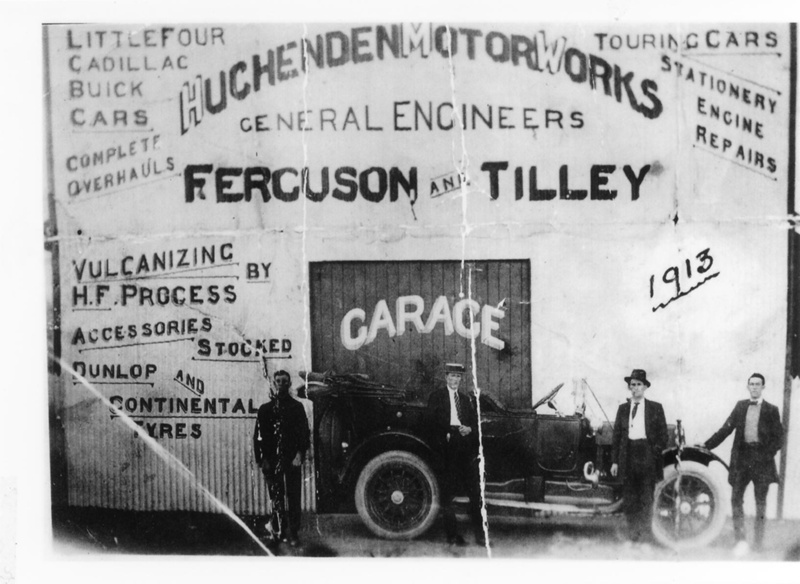 LITTLE FOUR
CADILLAC
BUICK
CARS
COMPLETE
OVERHAULS
HUCHENDEN MOTOR WORKS
GENERAL ENGINEERS
FERGUSON AND TILLEY
TOURING CARS
STATIONERY
ENGINE
REPAIRS
VULCANIZING BY
H.F. PROCESS
ACCESSORIES
STOCKED
DUNLOP AND
CONTINENTAL
TYRES
GARAGE
1913